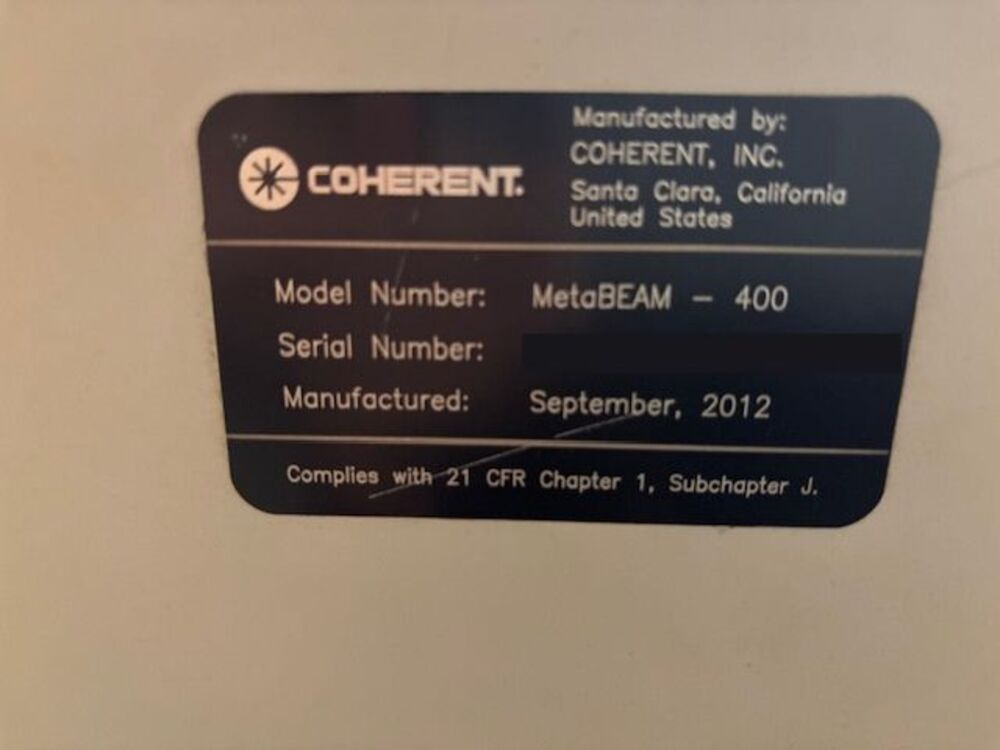 COHERENT.
Manufactured by:
COHERENT, INC.
Santa Clara, California
United States
Model Number: MetaBEAM - 400
Serial Number:
Manufactured: September, 2012
Complies with 21 CFR Chapter 1, Subchapter J.